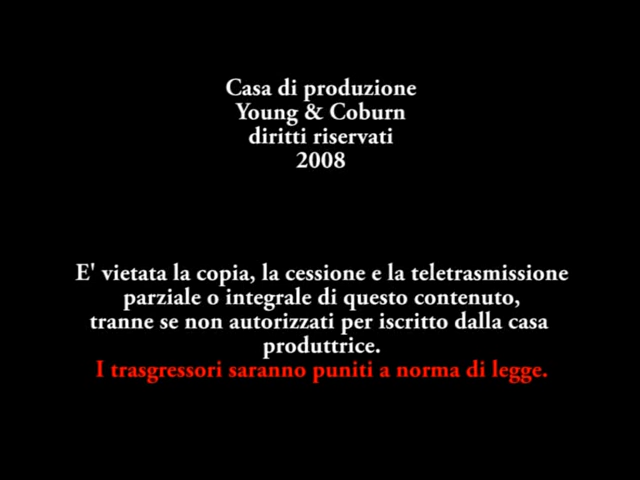 Casa di produzione
Young & Coburn
diritti riservati
2008
E' vietata la copia, la cessione e la teletrasmissione
parziale o integrale di questo contenuto,
tranne se non autorizzati per iscritto dalla casa
produttrice.
I trasgressori saranno puniti a norma di legge.